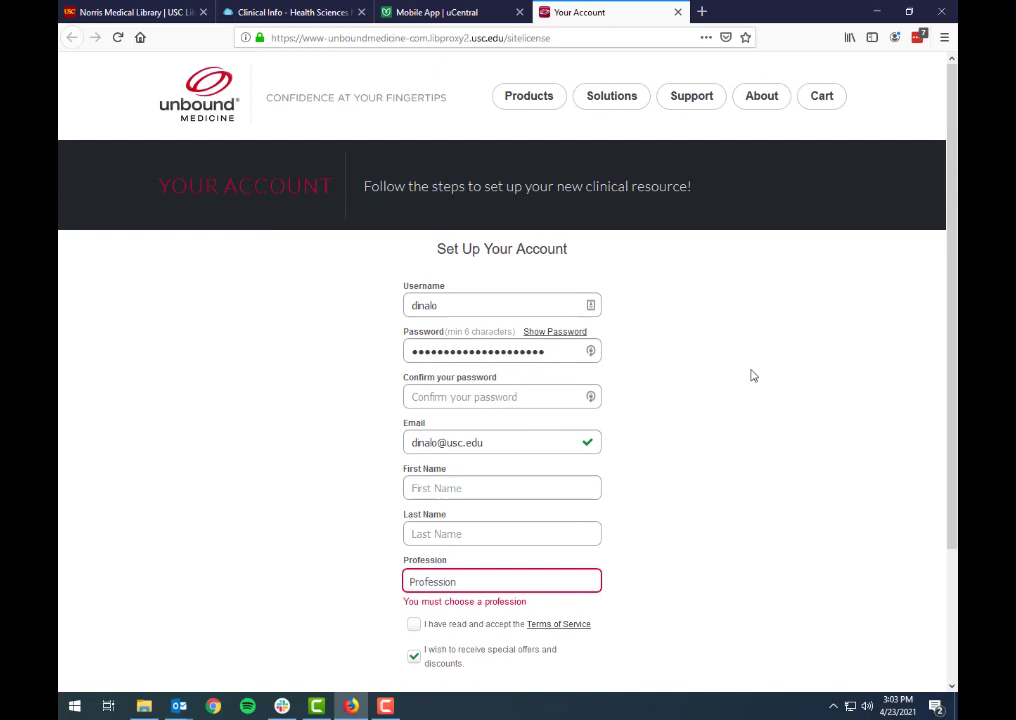 Norris Medical Library | USC Li
Clinical Info - Health Sciences
Mobile App | uCentral
Your Account
https://www-unboundmedicine-com.libproxy2.usc.edu/sitelicense
7
unbound®
MEDICINE
CONFIDENCE AT YOUR FINGERTIPS
Products
Solutions
Support
About
Cart
YOUR ACCOUNT
Follow the steps to set up your new clinical resource!
Set Up Your Account
Username
dinalo
Password (min 6 characters) Show Password
Confirm your password
Confirm your password
Email
dinalo@usc.edu
First Name
First Name
Last Name
Last Name
Profession
Profession
You must choose a profession
I have read and accept the Terms of Service
I wish to receive special offers and
discounts.
3:03 PM
4/23/2021
2